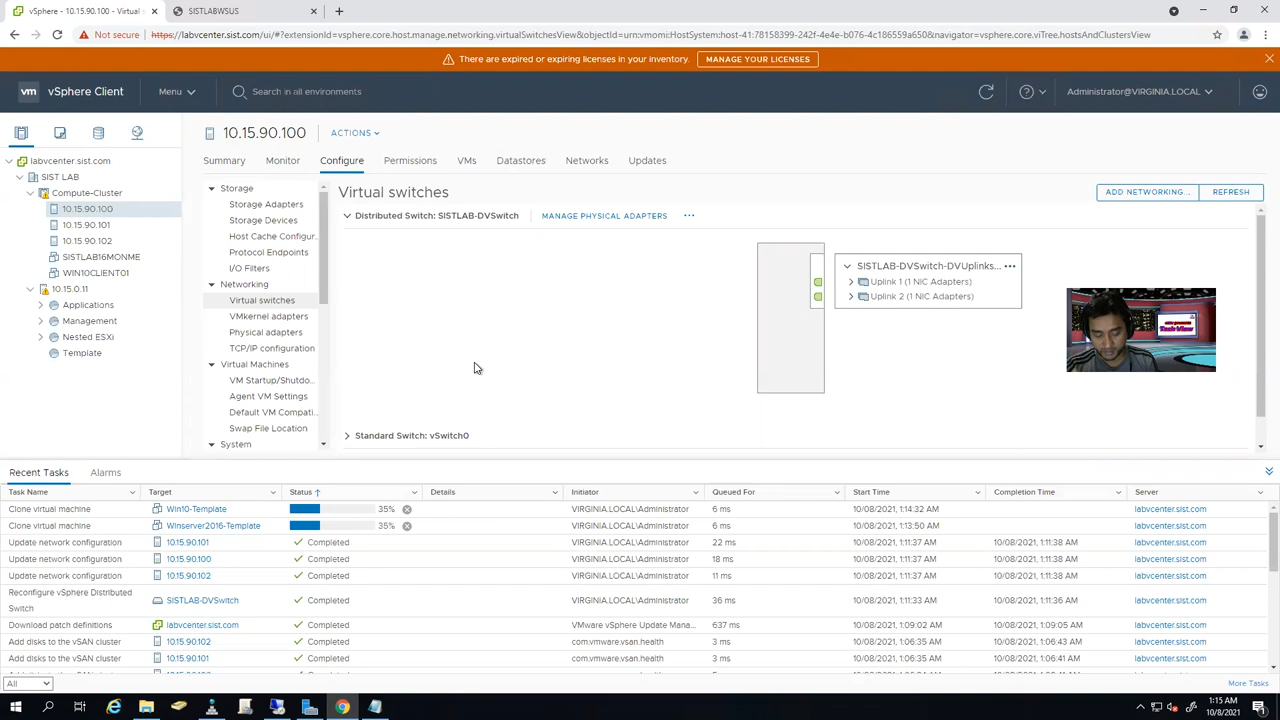 vSphere - 10.15.90.100 - Virtual s
SISTLABWSUS
Not secure
https://labvcenter.sist.com/ui/#?extensionId=vsphere.core.host.manage.networking.virtualSwitchesView&objectId=urn:vmomi:HostSystem:host-41:78158399-242f-4e4e-b076-4c186559a650&navigator=vsphere.core.viTree.hostsAndClustersView
There are expired or expiring licenses in your inventory.
MANAGE YOUR LICENSES
vm
vSphere Client
Menu
Search in all environments
Administrator@VIRGINIA.LOCAL
labvcenter.sist.com
SIST LAB
Compute-Cluster
10.15.90.100
10.15.90.101
10.15.90.102
SISTLAB16MONME
WIN10CLIENT01
10.15.0.11
Applications
Management
Nested ESXi
Template
10.15.90.100
ACTIONS
Summary
Monitor
Configure
Permissions
VMs
Datastores
Networks
Updates
Storage
Storage Adapters
Storage Devices
Host Cache Configur...
Protocol Endpoints
I/O Filters
Networking
Virtual switches
VMkernel adapters
Physical adapters
TCP/IP configuration
Virtual Machines
VM Startup/Shutdo...
Agent VM Settings
Default VM Compati...
Swap File Location
System
Virtual switches
ADD NETWORKING...
REFRESH
Distributed Switch: SISTLAB-DVSwitch
MANAGE PHYSICAL ADAPTERS
...
SISTLAB-DVSwitch-DVUplinks... ...
Uplink 1 (1 NIC Adapters)
Uplink 2 (1 NIC Adapters)
Tech View
Standard Switch: vSwitch0
Recent Tasks
Alarms
Task Name Target Status Details Initiator Queued For Start Time Completion Time Server
Clone virtual machine Win10-Template 35% VIRGINIA.LOCAL\Administrator 6 ms 10/08/2021, 1:14:32 AM labvcenter.sist.com
Clone virtual machine Winserver2016-Template 35% VIRGINIA.LOCAL\Administrator 6 ms 10/08/2021, 1:13:50 AM labvcenter.sist.com
Update network configuration 10.15.90.101 Completed VIRGINIA.LOCAL\Administrator 22 ms 10/08/2021, 1:11:37 AM 10/08/2021, 1:11:38 AM labvcenter.sist.com
Update network configuration 10.15.90.100 Completed VIRGINIA.LOCAL\Administrator 18 ms 10/08/2021, 1:11:37 AM 10/08/2021, 1:11:38 AM labvcenter.sist.com
Update network configuration 10.15.90.102 Completed VIRGINIA.LOCAL\Administrator 11 ms 10/08/2021, 1:11:37 AM 10/08/2021, 1:11:38 AM labvcenter.sist.com
Reconfigure vSphere Distributed
Switch SISTLAB-DVSwitch Completed VIRGINIA.LOCAL\Administrator 36 ms 10/08/2021, 1:11:33 AM 10/08/2021, 1:11:36 AM labvcenter.sist.com
Download patch definitions labvcenter.sist.com Completed VMware vSphere Update Mana... 637 ms 10/08/2021, 1:09:02 AM 10/08/2021, 1:09:05 AM labvcenter.sist.com
Add disks to the vSAN cluster 10.15.90.102 Completed com.vmware.vsan.health 3 ms 10/08/2021, 1:06:35 AM 10/08/2021, 1:06:43 AM labvcenter.sist.com
Add disks to the vSAN cluster 10.15.90.101 Completed com.vmware.vsan.health 3 ms 10/08/2021, 1:06:35 AM 10/08/2021, 1:06:41 AM labvcenter.sist.com
All
More Tasks
1:15 AM
10/8/2021